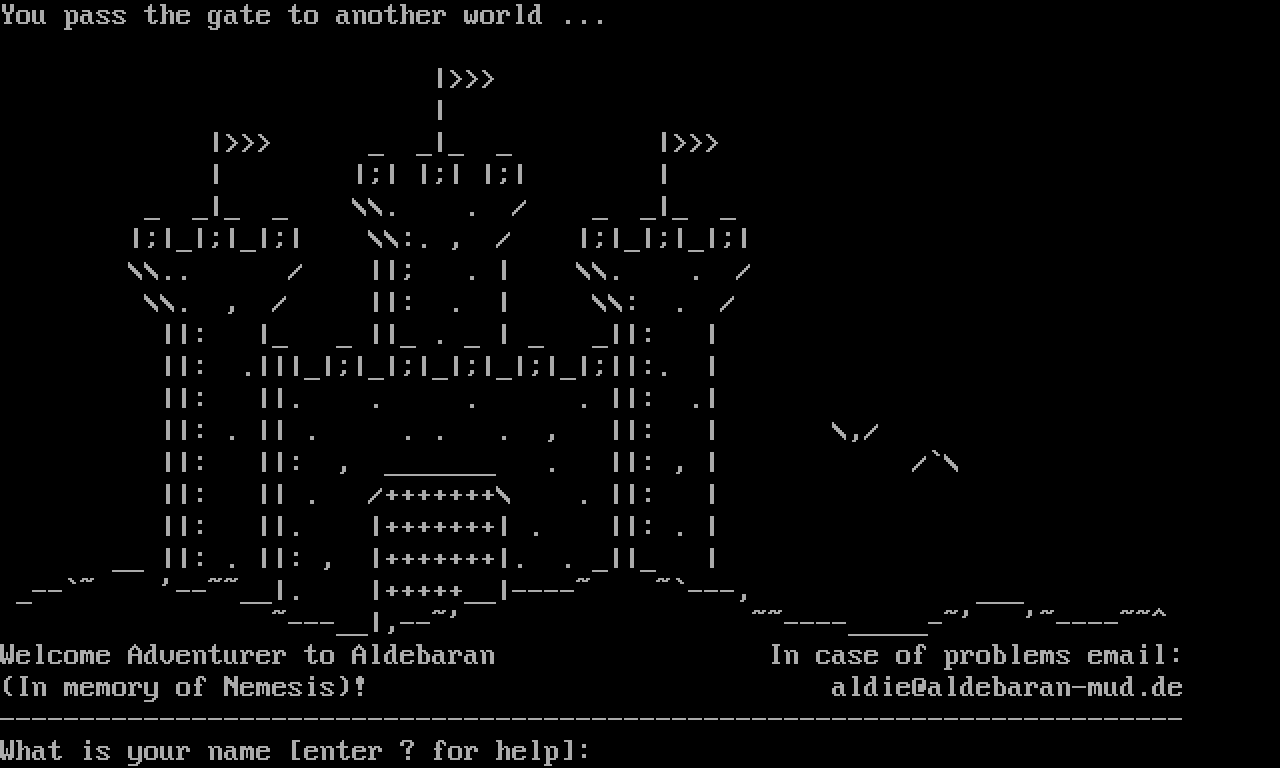 You pass the gate to another world ...
Welcome Adventurer to Aldebaran
In case of problems email:
(In memory of Nemesis)!
aldie@aldebaran-mud.de
What is your name [enter ? for help]: